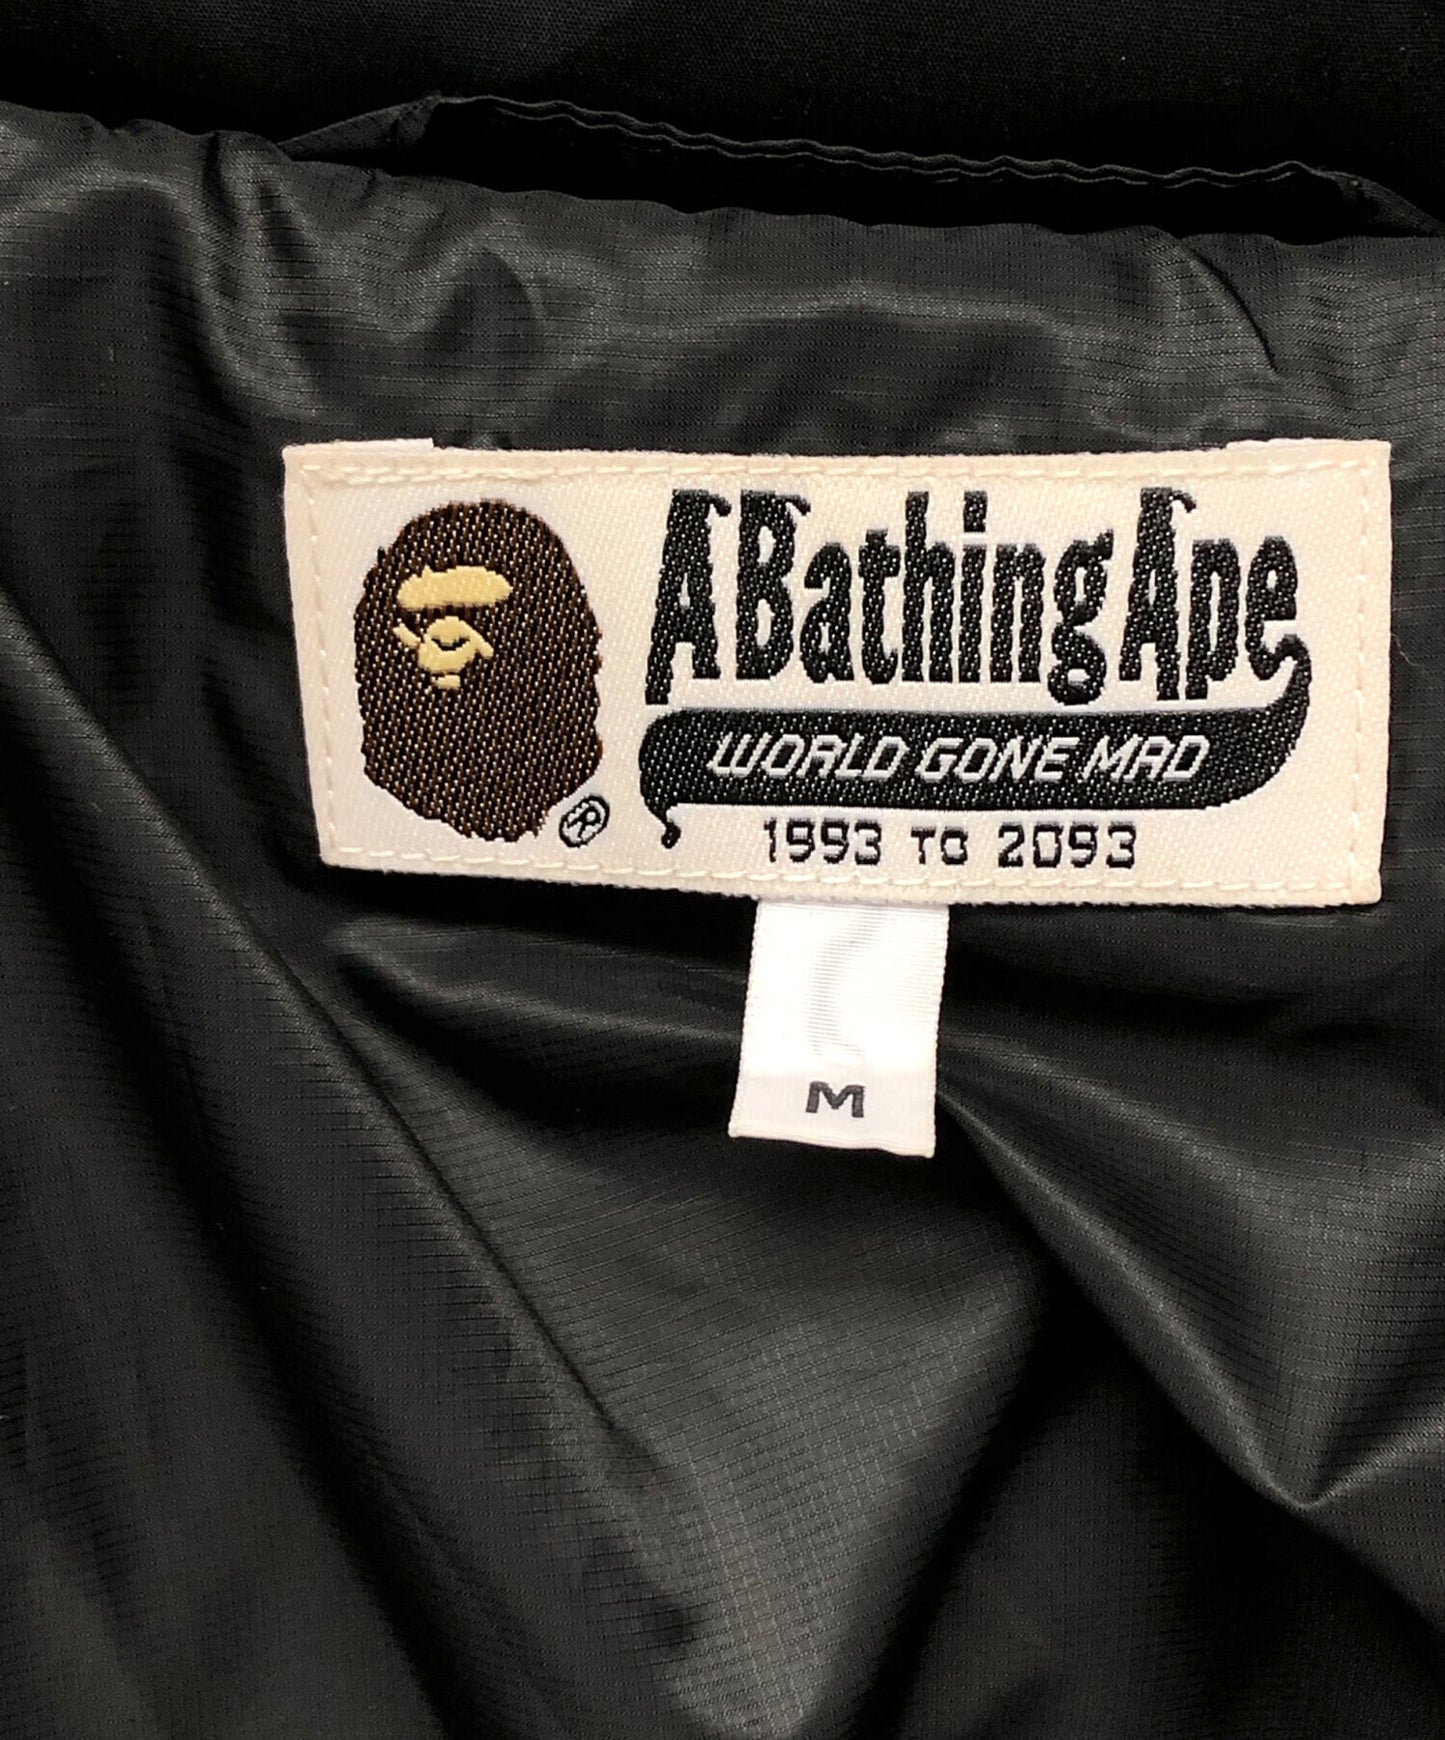 A Bathing Ape
WORLD GONE MAD
1993 TO 2093
®
M